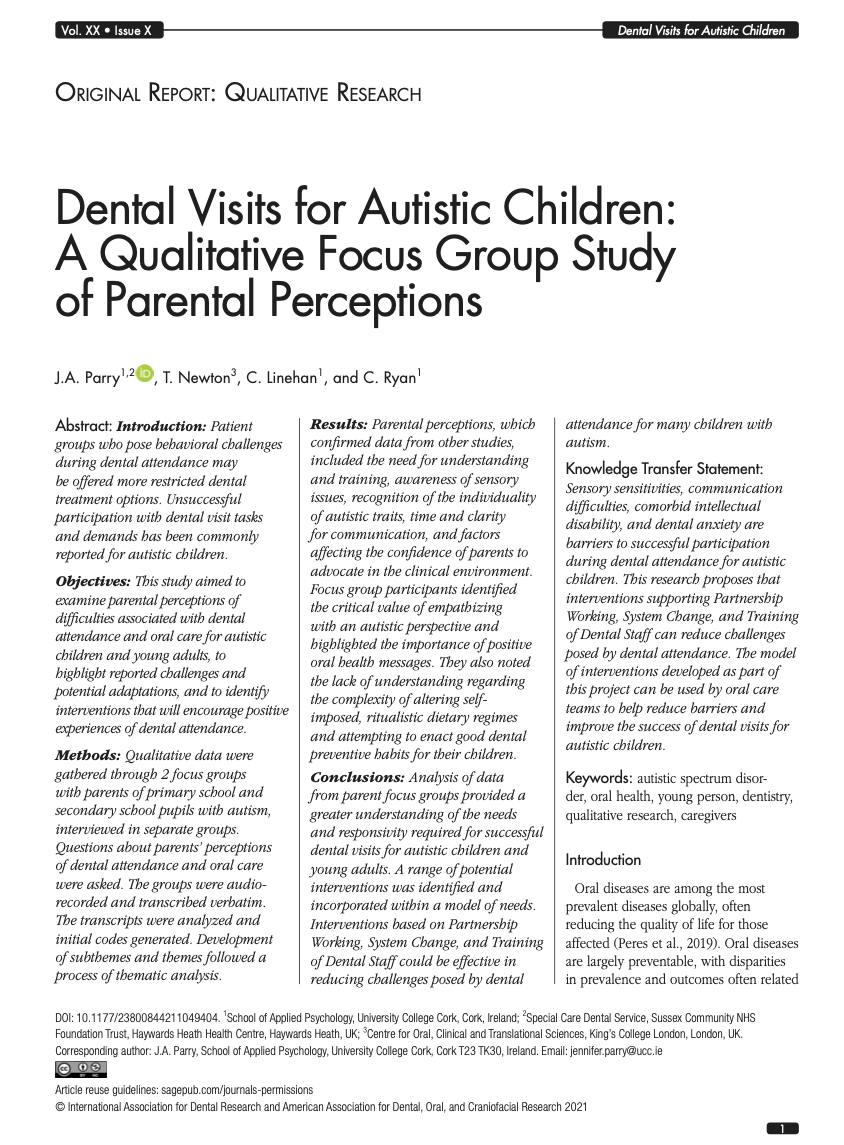 Vol. XX • Issue X
Dental Visits for Autistic Children
Original Report: Qualitative Research
Dental Visits for Autistic Children:
A Qualitative Focus Group Study
of Parental Perceptions
J.A. Parry1,2 iD, T. Newton3, C. Linehan1, and C. Ryan1
Abstract: Introduction: Patient
groups who pose behavioral challenges
during dental attendance may
be offered more restricted dental
treatment options. Unsuccessful
participation with dental visit tasks
and demands has been commonly
reported for autistic children.
Objectives: This study aimed to
examine parental perceptions of
difficulties associated with dental
attendance and oral care for autistic
children and young adults, to
highlight reported challenges and
potential adaptations, and to identify
interventions that will encourage positive
experiences of dental attendance.
Methods: Qualitative data were
gathered through 2 focus groups
with parents of primary school and
secondary school pupils with autism,
interviewed in separate groups.
Questions about parents' perceptions
of dental attendance and oral care
were asked. The groups were audio-
recorded and transcribed verbatim.
The transcripts were analyzed and
initial codes generated. Development
of subthemes and themes followed a
process of thematic analysis.
Results: Parental perceptions, which
confirmed data from other studies,
included the need for understanding
and training, awareness of sensory
issues, recognition of the individuality
of autistic traits, time and clarity
for communication, and factors
affecting the confidence of parents to
advocate in the clinical environment.
Focus group participants identified
the critical value of empathizing
with an autistic perspective and
highlighted the importance of positive
oral health messages. They also noted
the lack of understanding regarding
the complexity of altering self-
imposed, ritualistic dietary regimes
and attempting to enact good dental
preventive habits for their children.
Conclusions: Analysis of data
from parent focus groups provided a
greater understanding of the needs
and responsivity required for successful
dental visits for autistic children and
young adults. A range of potential
interventions was identified and
incorporated within a model of needs.
Interventions based on Partnership
Working, System Change, and Training
of Dental Staff could be effective in
reducing challenges posed by dental
attendance for many children with
autism.
Knowledge Transfer Statement:
Sensory sensitivities, communication
difficulties, comorbid intellectual
disability, and dental anxiety are
barriers to successful participation
during dental attendance for autistic
children. This research proposes that
interventions supporting Partnership
Working, System Change, and Training
of Dental Staff can reduce challenges
posed by dental attendance. The model
of interventions developed as part of
this project can be used by oral care
teams to help reduce barriers and
improve the success of dental visits for
autistic children.
Keywords: autistic spectrum disor-
der, oral health, young person, dentistry,
qualitative research, caregivers
Introduction
Oral diseases are among the most
prevalent diseases globally, often
reducing the quality of life for those
affected (Peres et al., 2019). Oral diseases
are largely preventable, with disparities
in prevalence and outcomes often related
DOI: 10.1177/23800844211049404. 1School of Applied Psychology, University College Cork, Cork, Ireland; 2Special Care Dental Service, Sussex Community NHS
Foundation Trust, Haywards Heath Health Centre, Haywards Heath, UK; 3Centre for Oral, Clinical and Translational Sciences, King's College London, London, UK.
Corresponding author: J.A. Parry, School of Applied Psychology, University College Cork, Cork T23 TK30, Ireland. Email: jennifer.parry@ucc.ie
CC BY NC
Article reuse guidelines: sagepub.com/journals-permissions
© International Association for Dental Research and American Association for Dental, Oral, and Craniofacial Research 2021
1